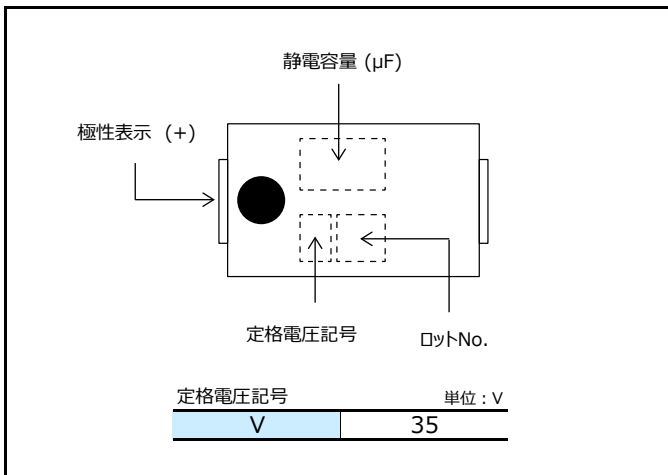 静電容量 (µF)
極性表示 (+)
定格電圧記号
ロットNo.
定格電圧記号 単位：V
V 35